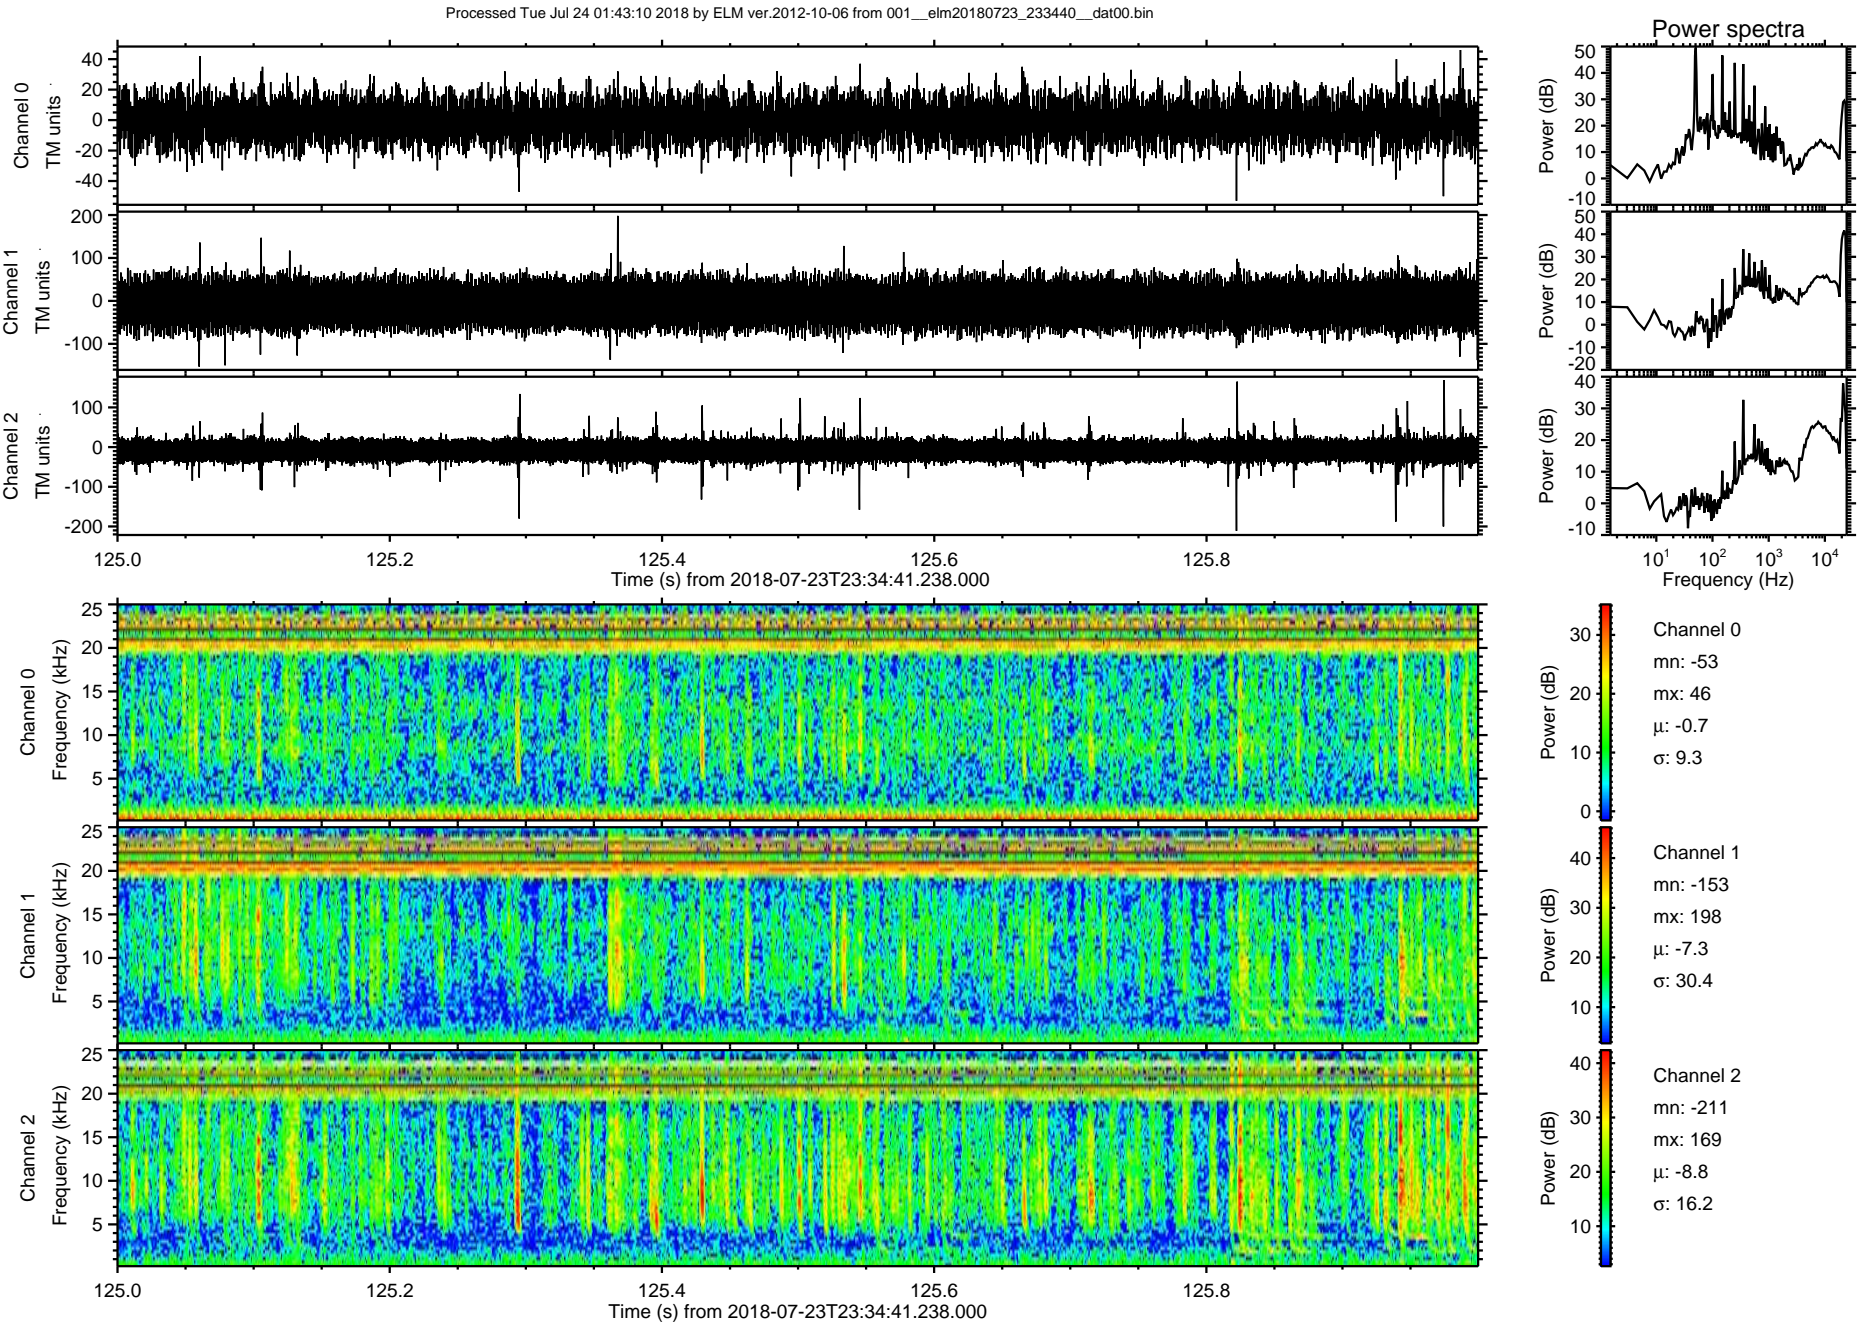 Processed Tue Jul 24 01:43:10 2018 by ELM ver.2012-10-06 from 001__elm20180723_233440__dat00.bin
Power spectra
Channel 0
TM units
40
20
0
-20
-40
Power (dB)
50
40
30
20
10
0
-10
Channel 1
TM units
200
100
0
-100
Power (dB)
50
40
30
20
10
0
-10
-20
Channel 2
TM units
100
0
-100
-200
Power (dB)
40
30
20
10
0
-10
125.0 125.2 125.4 125.6 125.8
Time (s) from 2018-07-23T23:34:41.238.000
10¹ 10² 10³ 10⁴
Frequency (Hz)
Channel 0
Frequency (kHz)
25
20
15
10
5
Power (dB)
30
20
10
0
Channel 0
mn: -53
mx: 46
μ: -0.7
σ: 9.3
Channel 1
Frequency (kHz)
25
20
15
10
5
Power (dB)
40
30
20
10
Channel 1
mn: -153
mx: 198
μ: -7.3
σ: 30.4
Channel 2
Frequency (kHz)
25
20
15
10
5
Power (dB)
40
30
20
10
Channel 2
mn: -211
mx: 169
μ: -8.8
σ: 16.2
125.0 125.2 125.4 125.6 125.8
Time (s) from 2018-07-23T23:34:41.238.000